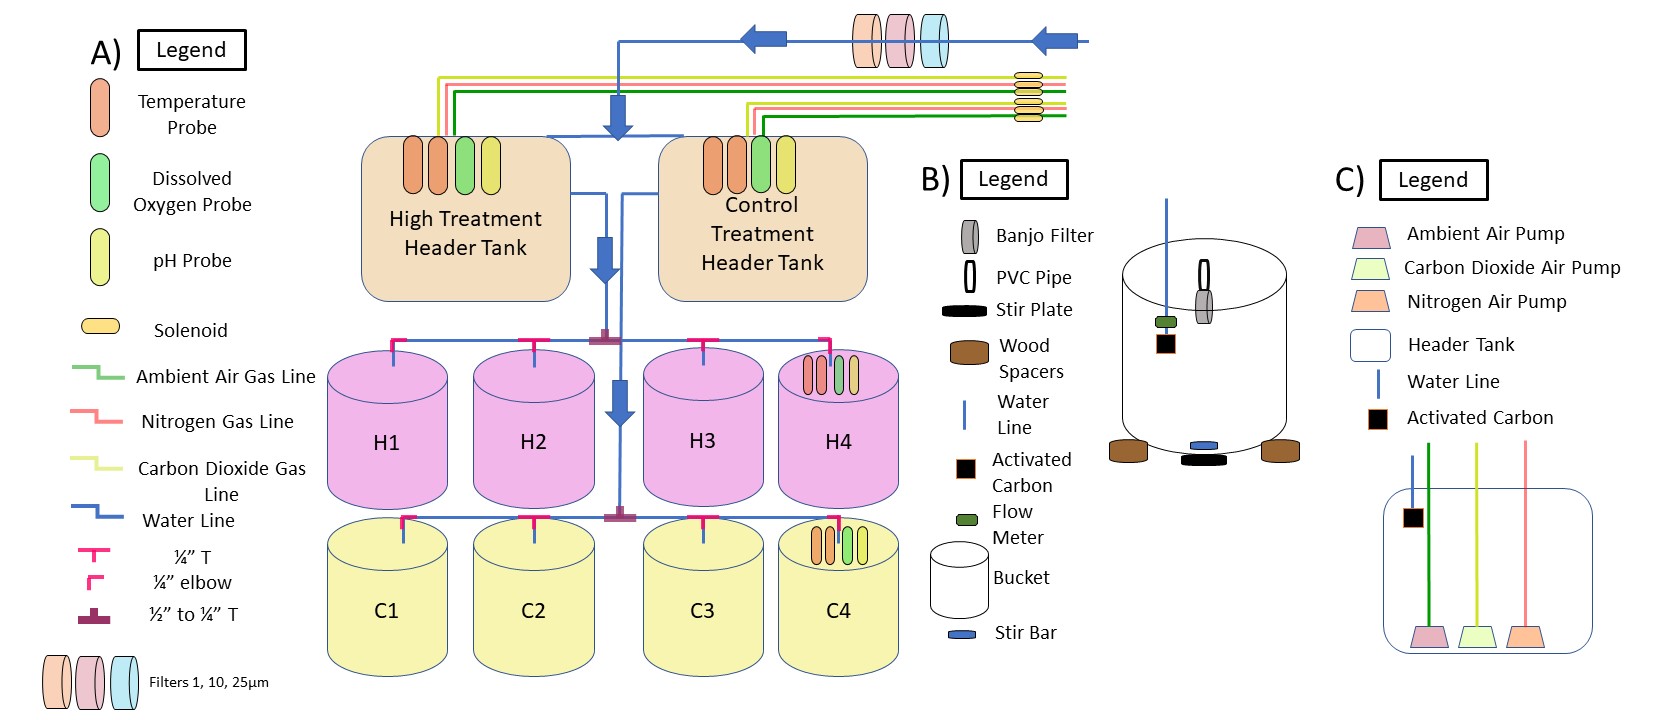 A)
Legend
Temperature
Probe
Dissolved
Oxygen Probe
pH Probe
Solenoid
Ambient Air Gas Line
Nitrogen Gas Line
Carbon Dioxide Gas
Line
Water Line
¼” T
¼” elbow
½” to ¼” T
Filters 1, 10, 25μm
High Treatment
Header Tank
Control
Treatment
Header Tank
H1
H2
H3
H4
C1
C2
C3
C4
B)
Legend
Banjo Filter
PVC Pipe
Stir Plate
Wood
Spacers
Water
Line
Activated
Carbon
Flow
Meter
Bucket
Stir Bar
C)
Legend
Ambient Air Pump
Carbon Dioxide Air Pump
Nitrogen Air Pump
Header Tank
Water Line
Activated Carbon